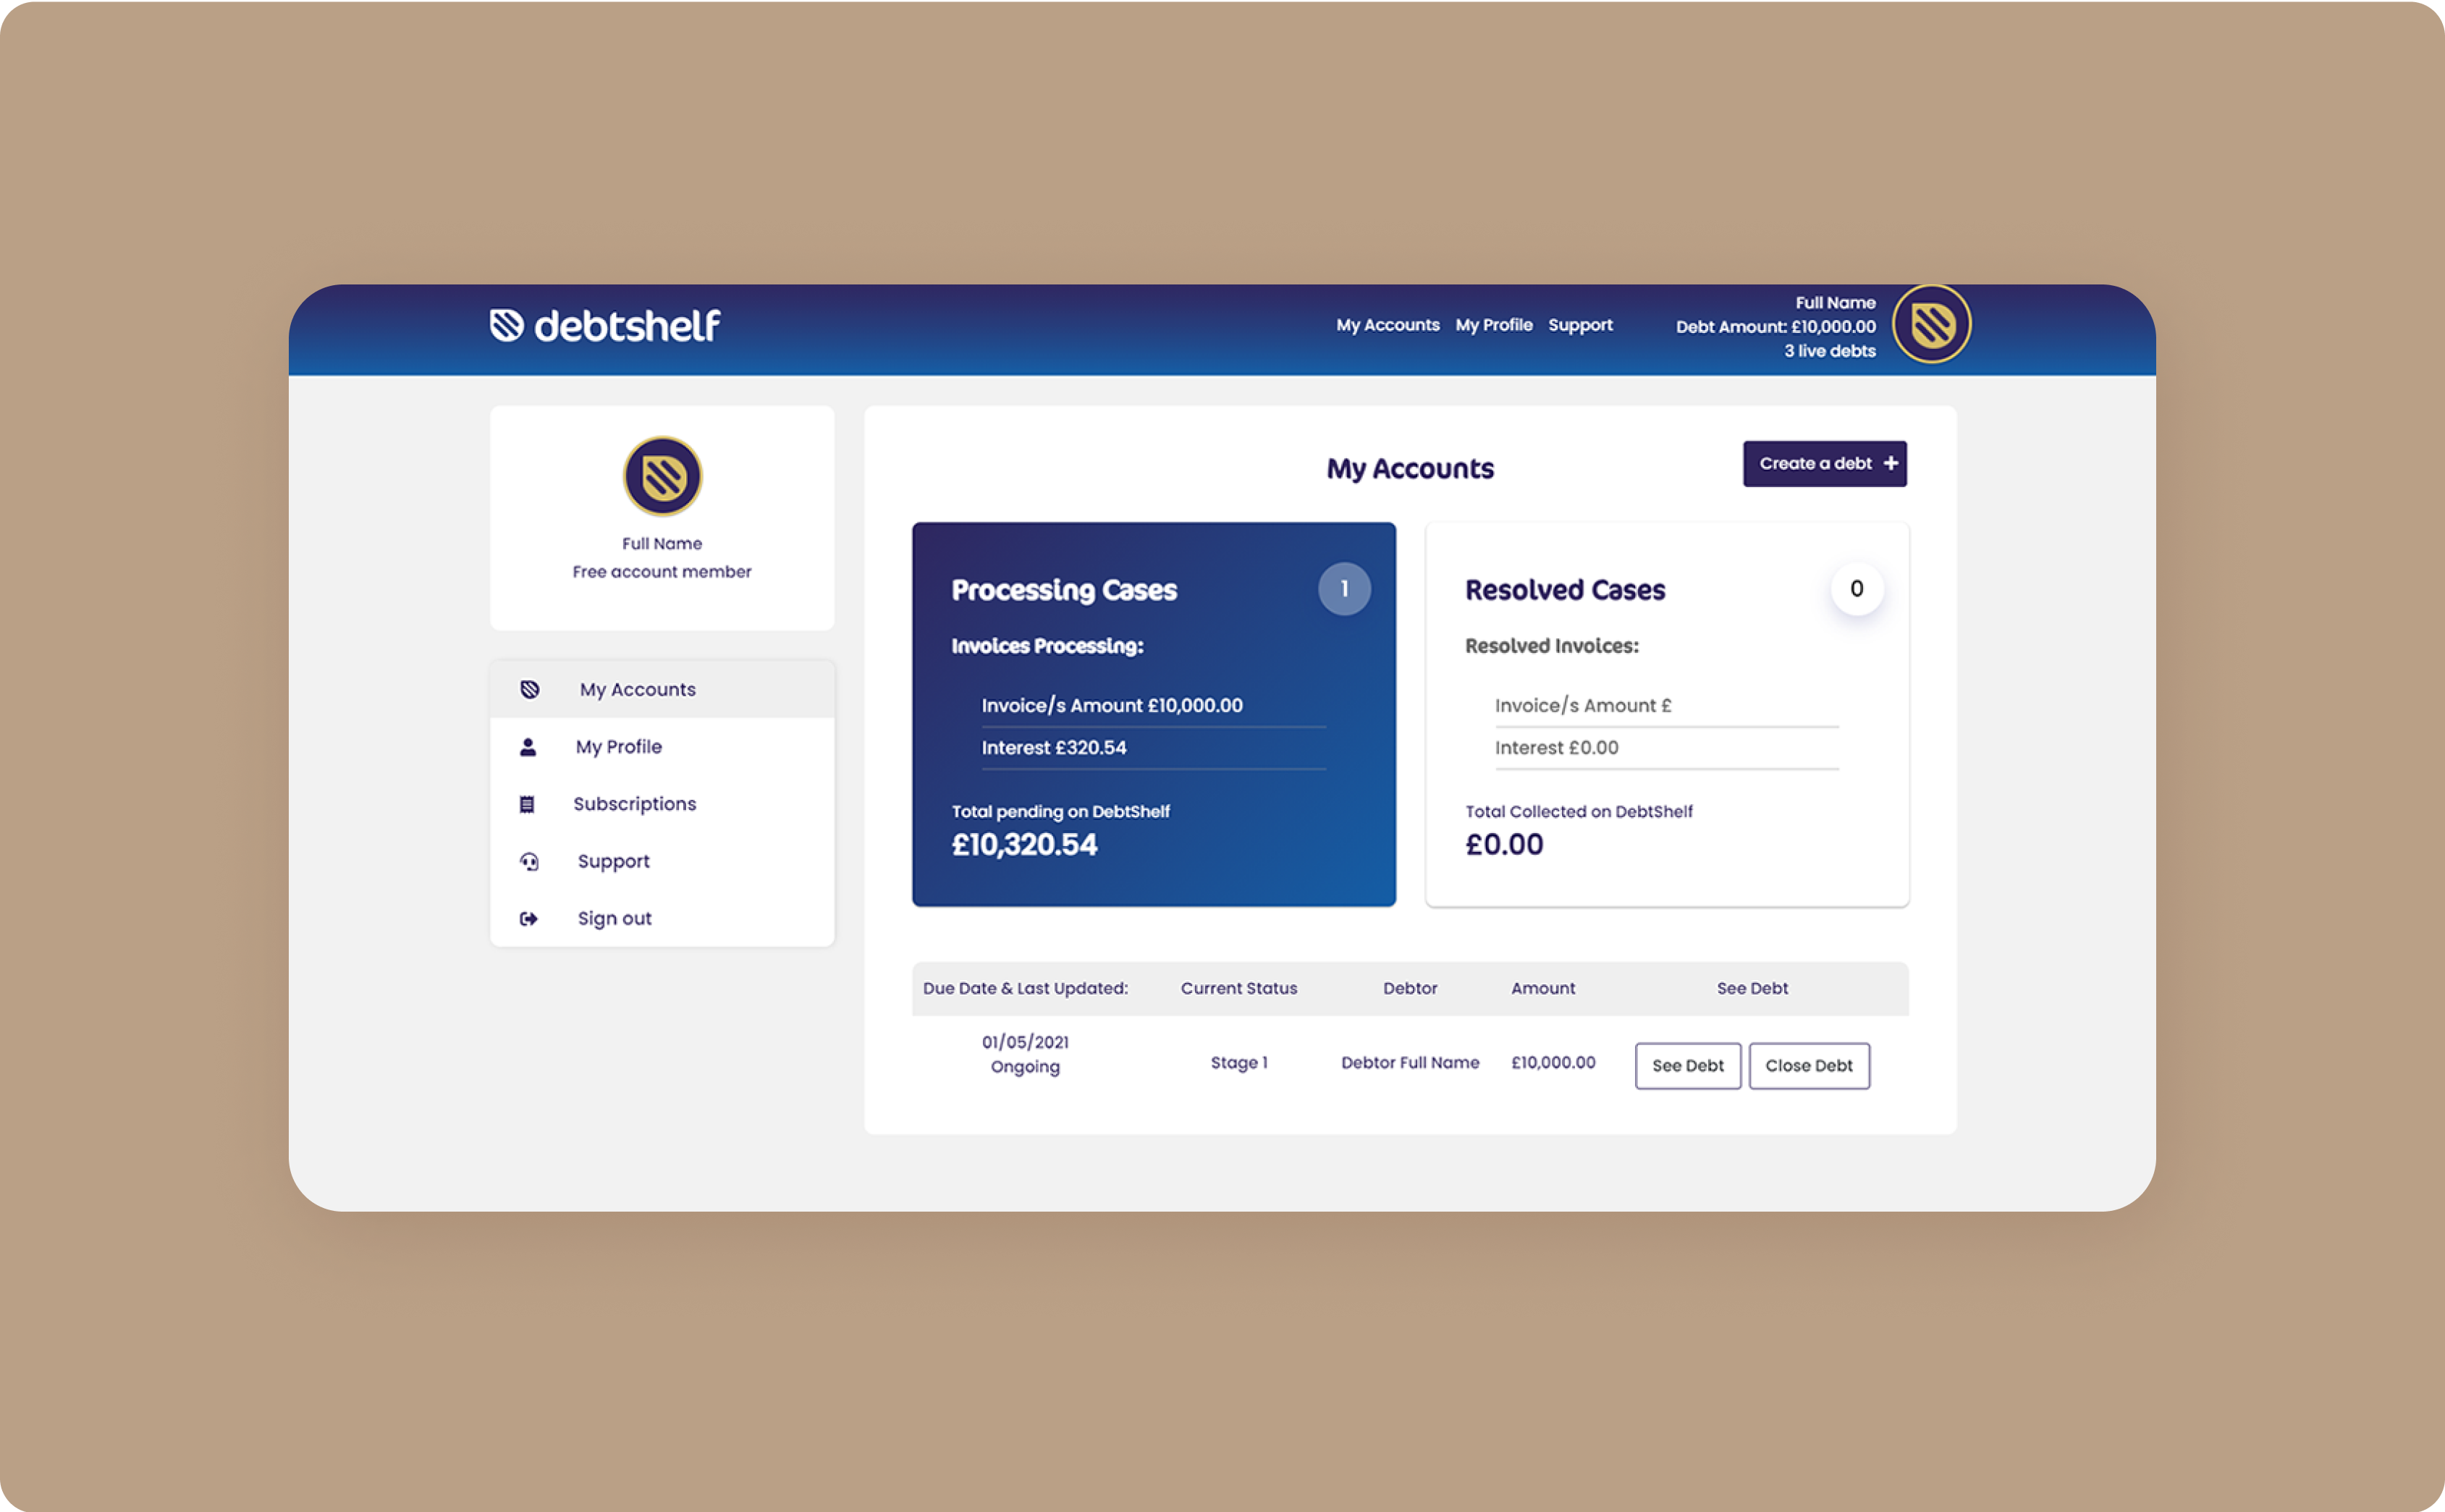 debtshelf
My Accounts My Profile Support
Full Name
Debt Amount: £10,000.00
3 live debts
Full Name
Free account member
My Accounts
My Profile
Subscriptions
Support
Sign out
My Accounts
Create a debt +
Processing Cases
1
Invoices Processing:
Invoice/s Amount £10,000.00
Interest £320.54
Total pending on DebtShelf
£10,320.54
Resolved Cases
0
Resolved Invoices:
Invoice/s Amount £
Interest £0.00
Total Collected on DebtShelf
£0.00
Due Date & Last Updated: Current Status Debtor Amount See Debt
01/05/2021
Ongoing
Stage 1 Debtor Full Name £10,000.00 See Debt Close Debt